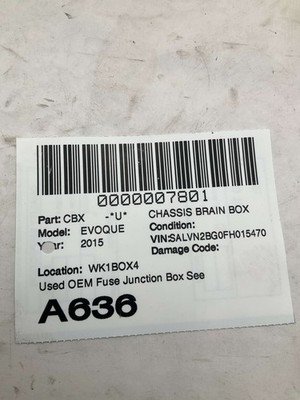 0000007801
Part: CBX -*U* CHASSIS BRAIN BOX
Model: EVOQUE Condition:
Year: 2015 VIN:SALVN2BG0FH015470
Damage Code:
Location: WK1BOX4
Used OEM Fuse Junction Box See
A636